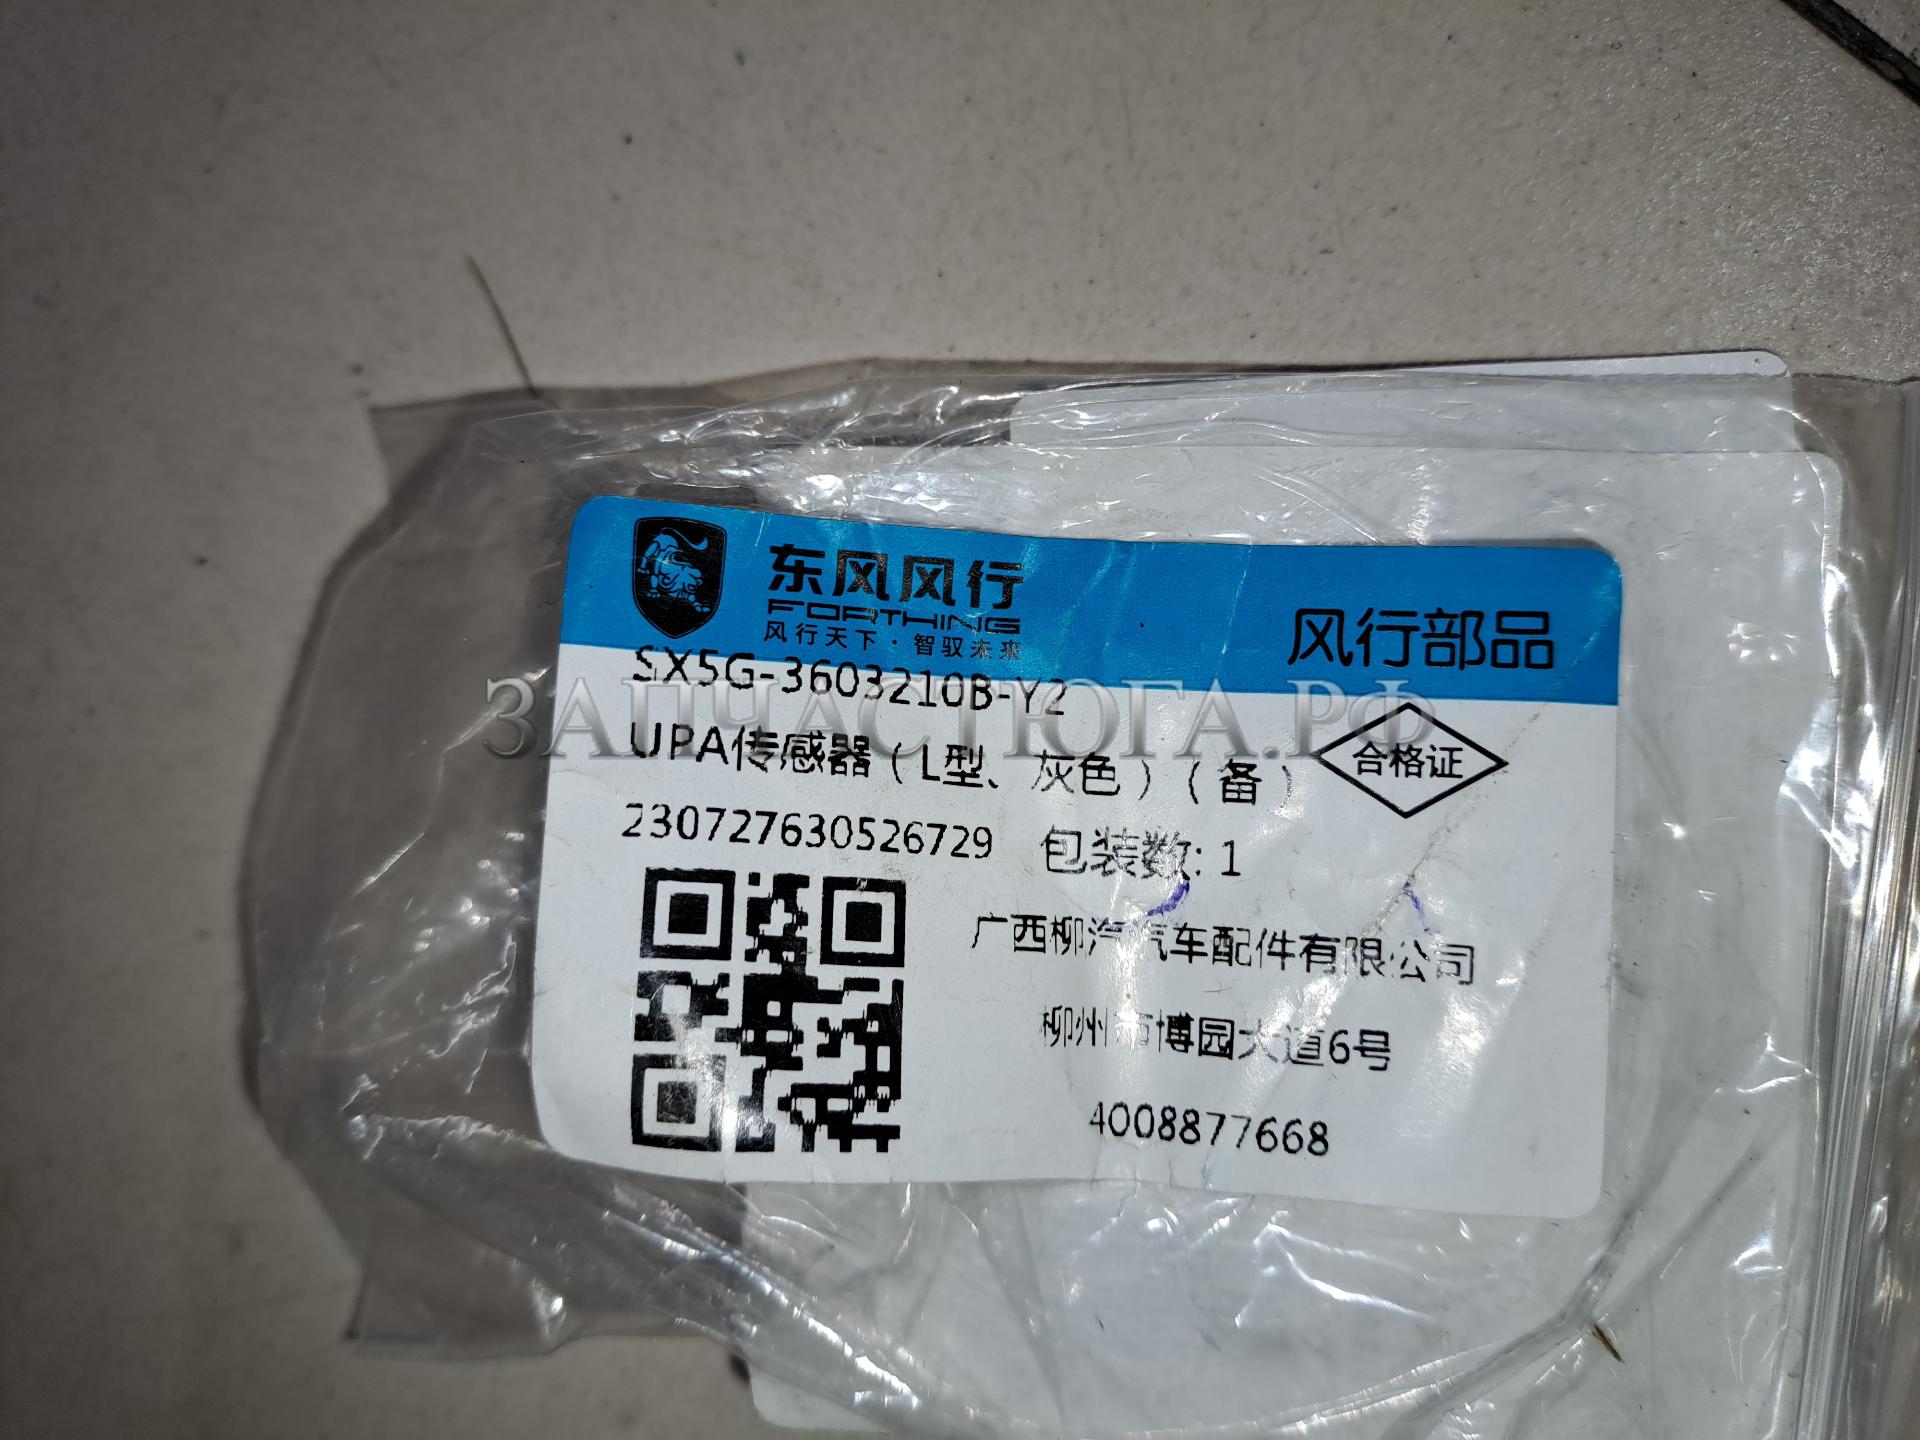 东风风行
FORTHING
风行天下·智驭未来
风行部品
SX5G-3603210B-Y2
ЗАПЧАСТЮГА.РФ
UPA传感器（L型、灰色）（备）
合格证
230727630526729 包装数: 1
广西柳汽汽车配件有限公司
柳州市博园大道6号
4008877668